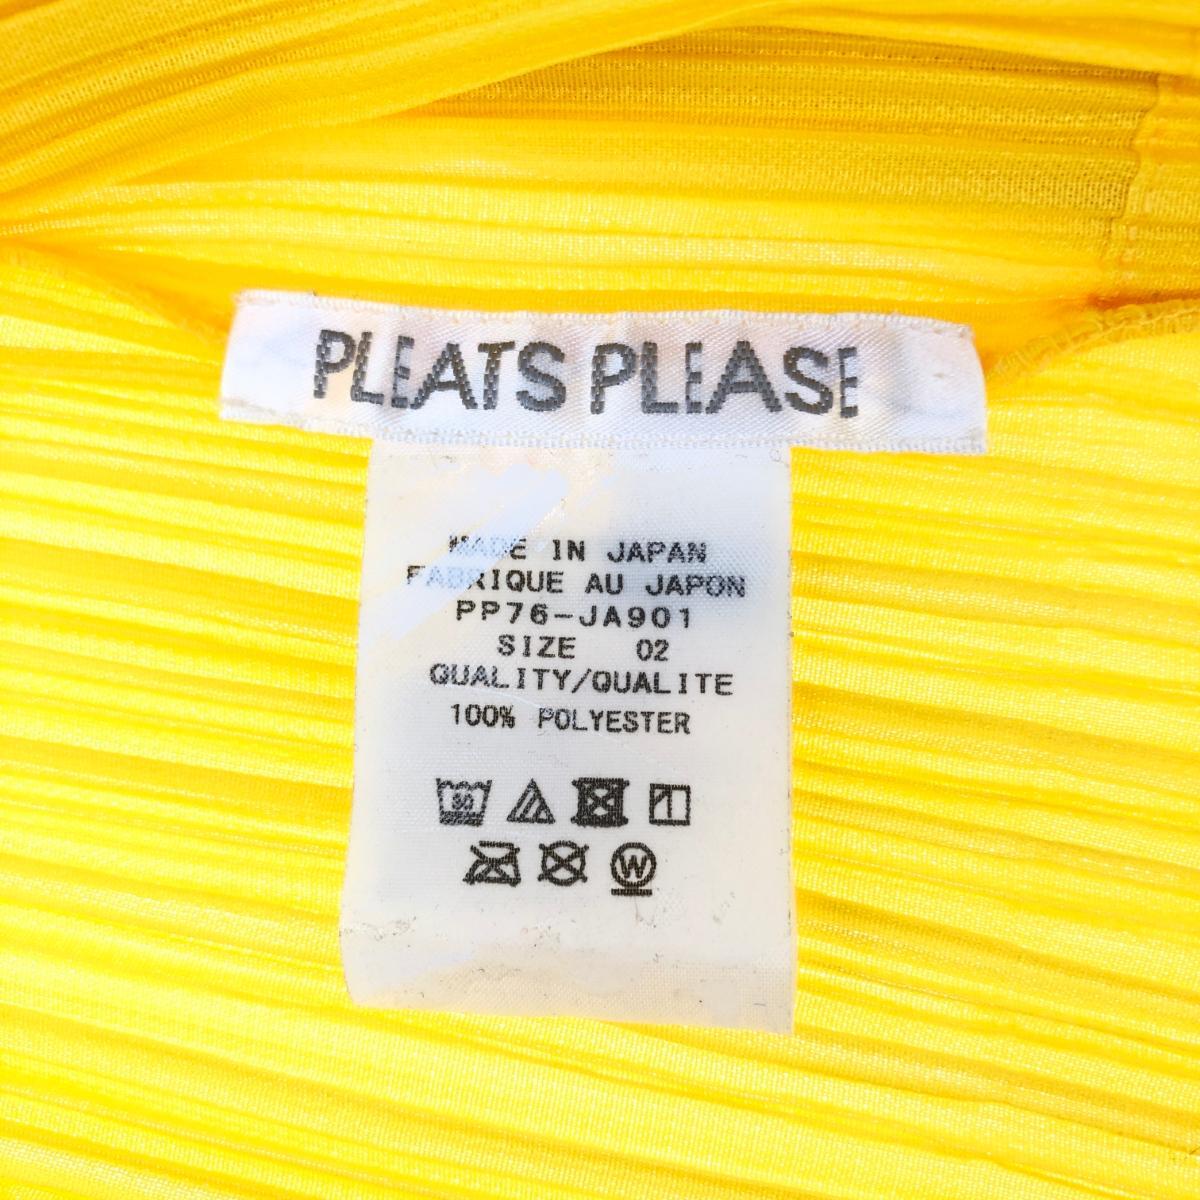 PLEATS PLEASE
MADE IN JAPAN
FABRIQUE AU JAPON
PP76-JA901
SIZE 02
QUALITY/QUALITE
100% POLYESTER
W